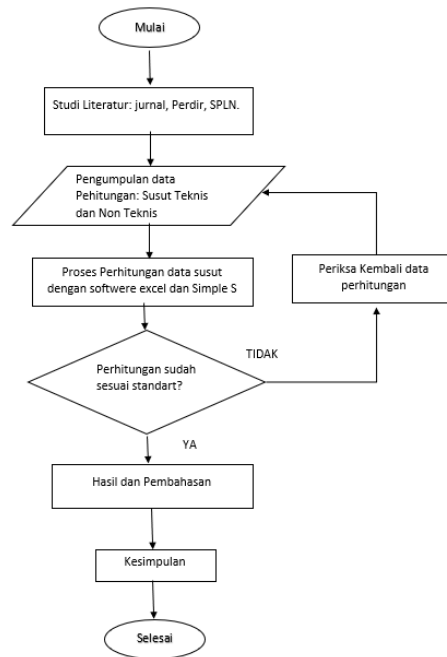 Mulai
Studi Literatur: jurnal, Perdir, SPLN.
Pengumpulan data
Pehitungan: Susut Teknis
dan Non Teknis
Proses Perhitungan data susut
dengan softwere excel dan Simple S
Periksa Kembali data
perhitungan
TIDAK
Perhitungan sudah
sesuai standart?
YA
Hasil dan Pembahasan
Kesimpulan
Selesai